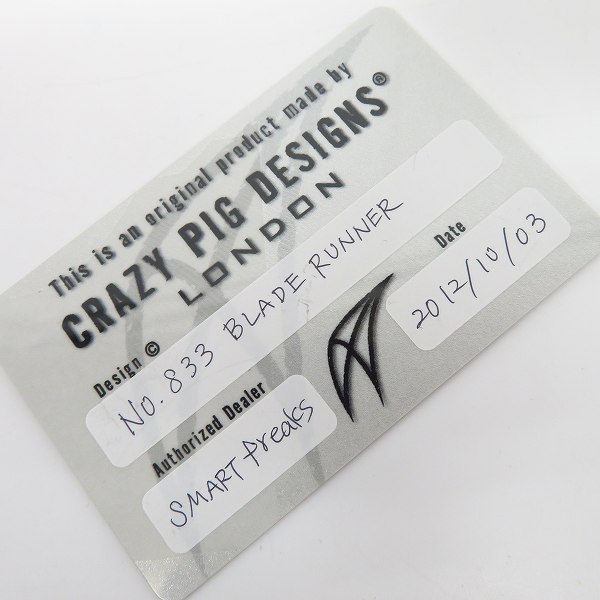 This is an original product made by
CRAZY PIG DESIGNS®
LONDON
Design ©
NO. 833 BLADE RUNNER
Authorized Dealer
SMART freaks
Date
2012/10/03